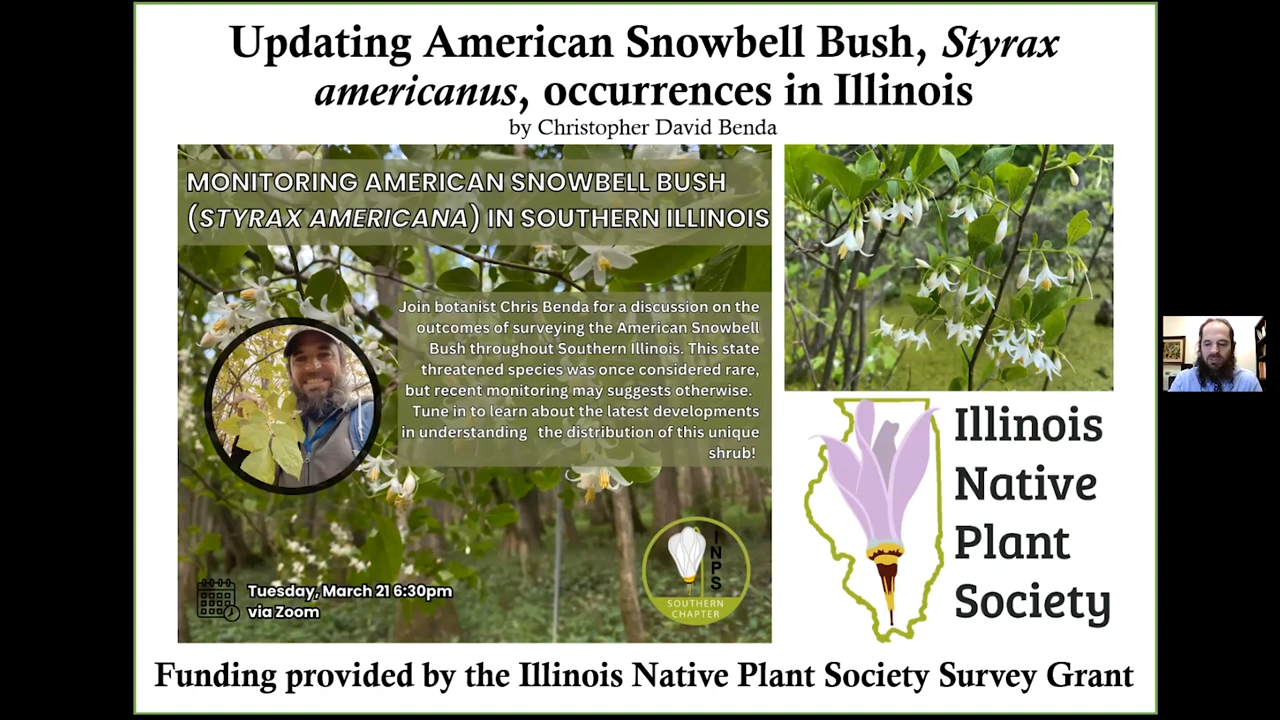 Updating American Snowbell Bush, Styrax
americanus, occurrences in Illinois
by Christopher David Benda
MONITORING AMERICAN SNOWBELL BUSH
(STYRAX AMERICANA) IN SOUTHERN ILLINOIS
Join botanist Chris Benda for a discussion on the
outcomes of surveying the American Snowbell
Bush throughout Southern Illinois. This state
threatened species was once considered rare,
but recent monitoring may suggests otherwise.
Tune in to learn about the latest developments
in understanding the distribution of this unique
shrub!
Tuesday, March 21 6:30pm
via Zoom
INPS
SOUTHERN
CHAPTER
Illinois
Native
Plant
Society
Funding provided by the Illinois Native Plant Society Survey Grant